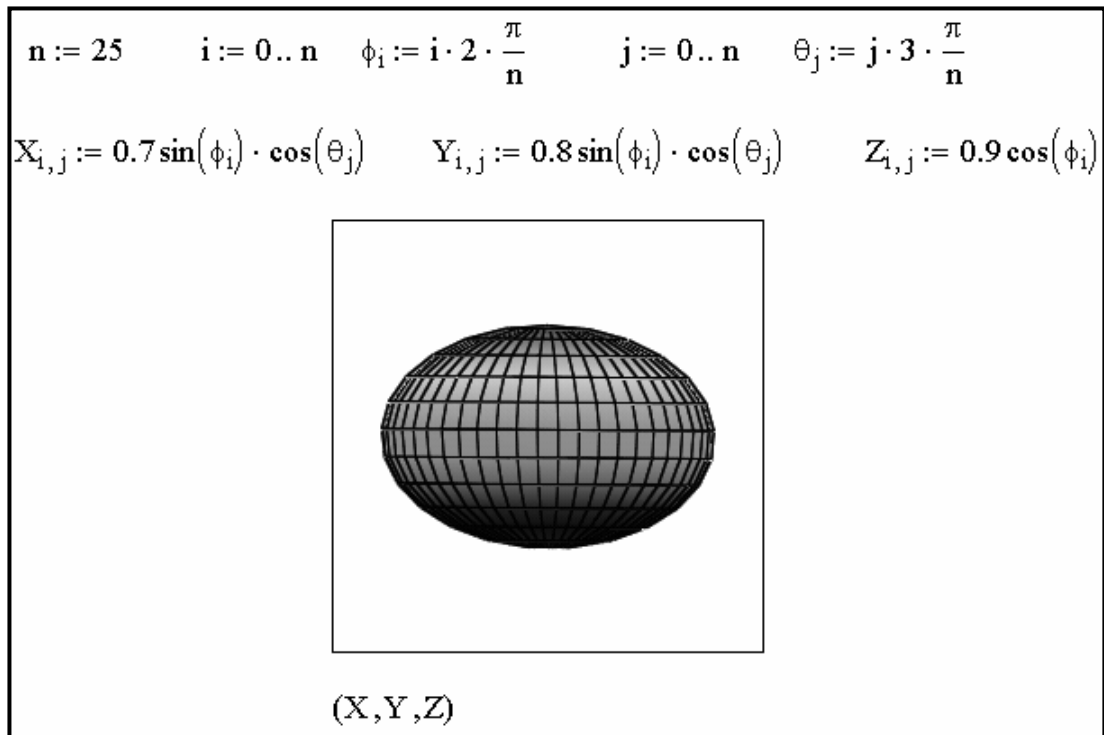 n := 25 i := 0.. n ϕi := i · 2 · π/n j := 0.. n θj := j · 3 · π/n
Xi, j := 0.7 sin(ϕi) · cos(θj) Yi, j := 0.8 sin(ϕi) · cos(θj) Zi, j := 0.9 cos(ϕi)
(X,Y,Z)